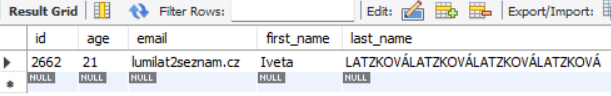 Result Grid Filter Rows: Edit: Export/Import:
id age email first_name last_name
2662 21 lumilat2seznam.cz Iveta LATZKOVÁLATZKOVÁLATZKOVÁLATZKOVÁ
NULL NULL NULL NULL NULL